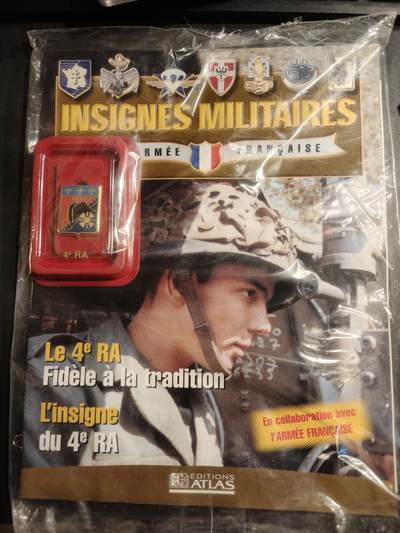 INSIGNES MILITAIRES
ARMÉE FRANÇAISE
4e RA
Le 4e RA
Fidèle à la tradition
L'insigne
du 4e RA
En collaboration avec
l'ARMÉE FRANÇAISE
EDITIONS
ATLAS